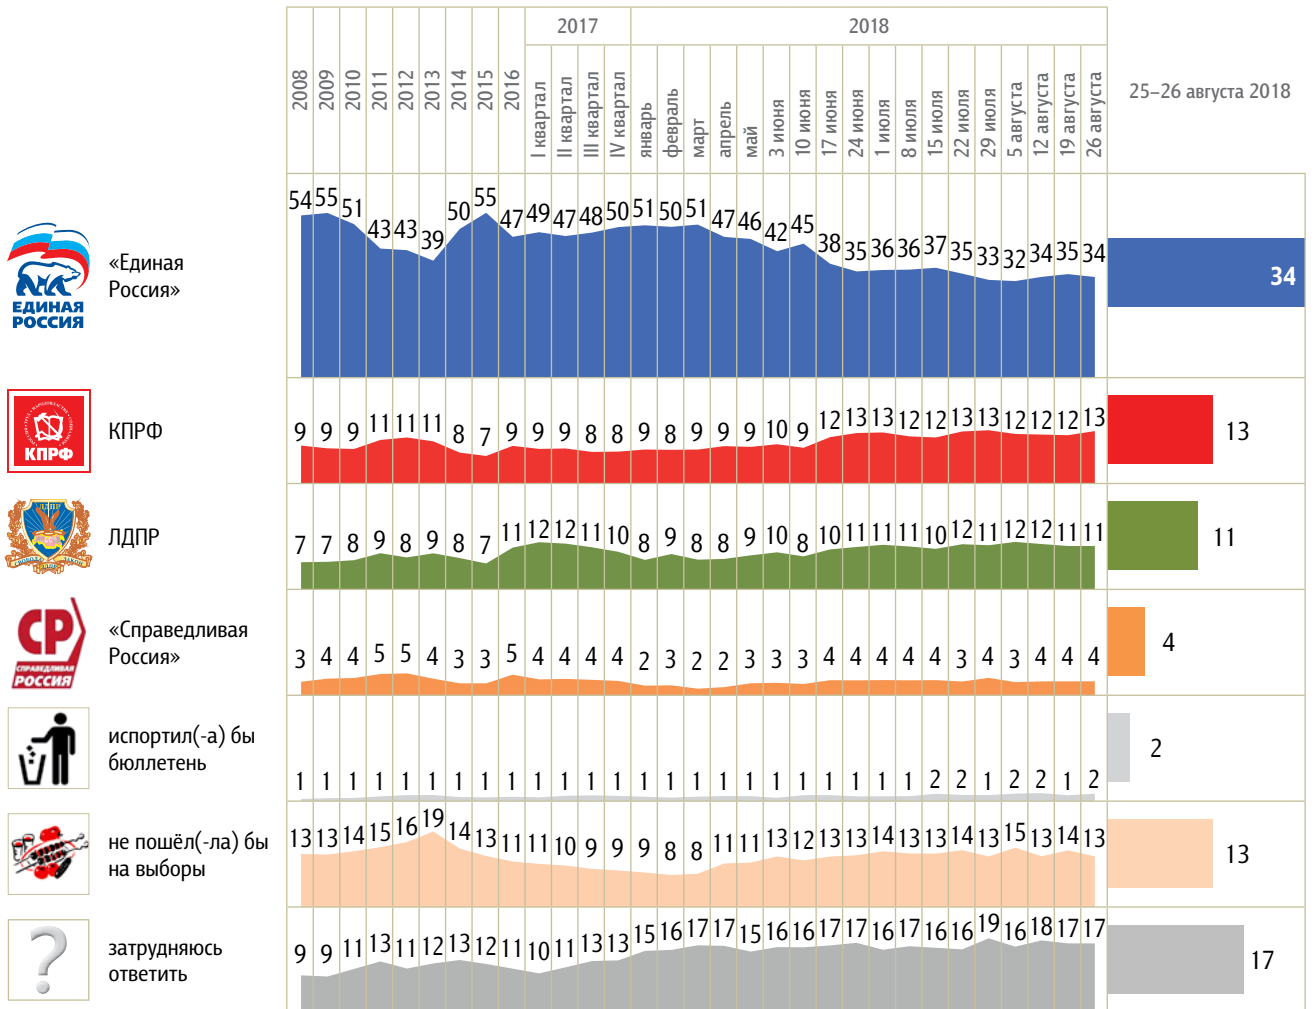 2017 2018
2008 2009 2010 2011 2012 2013 2014 2015 2016 I квартал II квартал III квартал IV квартал январь февраль март апрель май 3 июня 10 июня 17 июня 24 июня 1 июля 8 июля 15 июля 22 июля 29 июля 5 августа 12 августа 19 августа 26 августа
25–26 августа 2018
ЕДИНАЯ
РОССИЯ
«Единая
Россия»
54 55 51 43 43 39 50 55 47 49 47 48 50 51 50 51 47 46 42 45 38 35 36 36 37 35 33 32 34 35 34
34
КПРФ
КПРФ
9 9 9 11 11 11 8 7 9 9 9 8 8 9 8 9 9 9 10 9 12 13 13 12 12 13 13 12 12 12 13
13
ЛДПР
ЛДПР
7 7 8 9 8 9 8 7 11 12 12 11 10 8 9 8 8 9 10 8 10 11 11 11 10 12 11 12 12 11 11
11
СР
СПРАВЕДЛИВАЯ
РОССИЯ
«Справедливая
Россия»
3 4 4 5 5 4 3 3 5 4 4 4 4 2 3 2 2 3 3 3 4 4 4 4 4 3 4 3 4 4 4
4
испортил(-а) бы
бюллетень
1 1 1 1 1 1 1 1 1 1 1 1 1 1 1 1 1 1 1 1 1 1 1 1 2 2 1 2 2 1 2
2
не пошёл(-ла) бы
на выборы
13 13 14 15 16 19 14 13 11 11 10 9 9 9 8 8 11 11 13 12 13 13 14 13 13 14 13 15 13 14 13
13
затрудняюсь
ответить
9 9 11 13 11 12 13 12 11 10 11 13 13 15 16 17 17 15 16 16 17 17 16 17 16 16 19 16 18 17 17
17